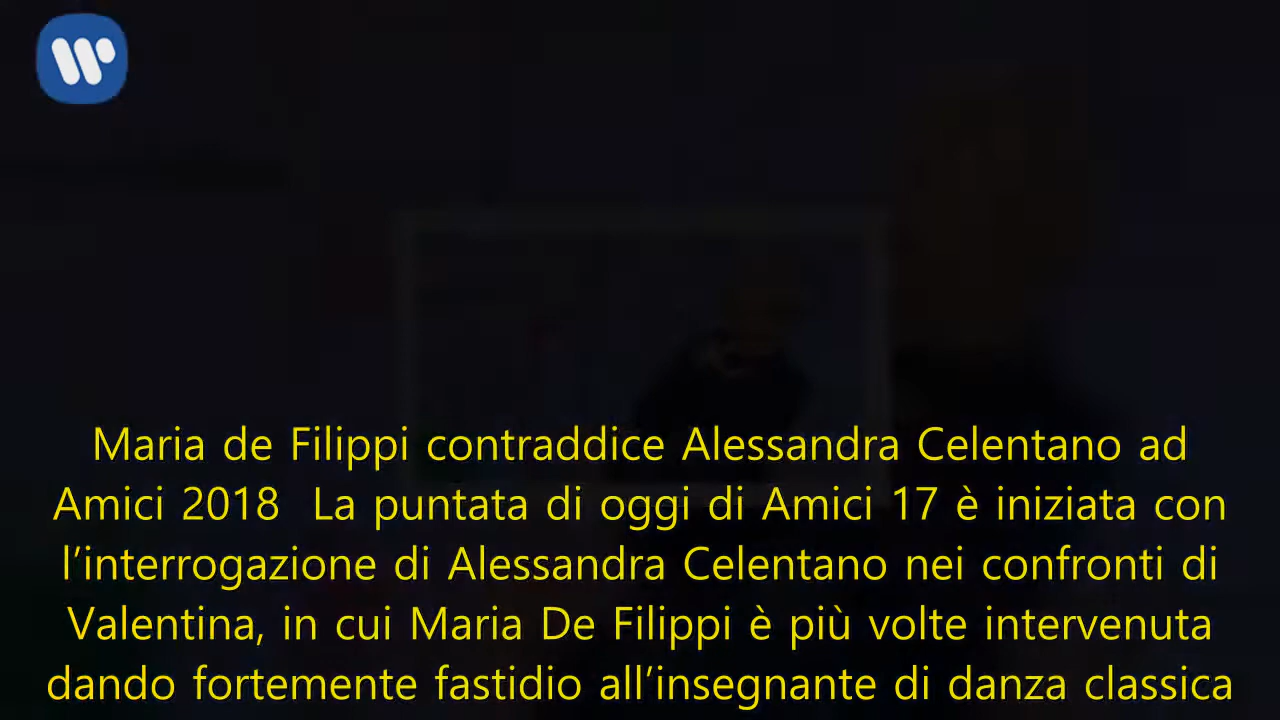 Maria de Filippi contraddice Alessandra Celentano ad
Amici 2018  La puntata di oggi di Amici 17 è iniziata con
l’interrogazione di Alessandra Celentano nei confronti di
Valentina, in cui Maria De Filippi è più volte intervenuta
dando fortemente fastidio all’insegnante di danza classica